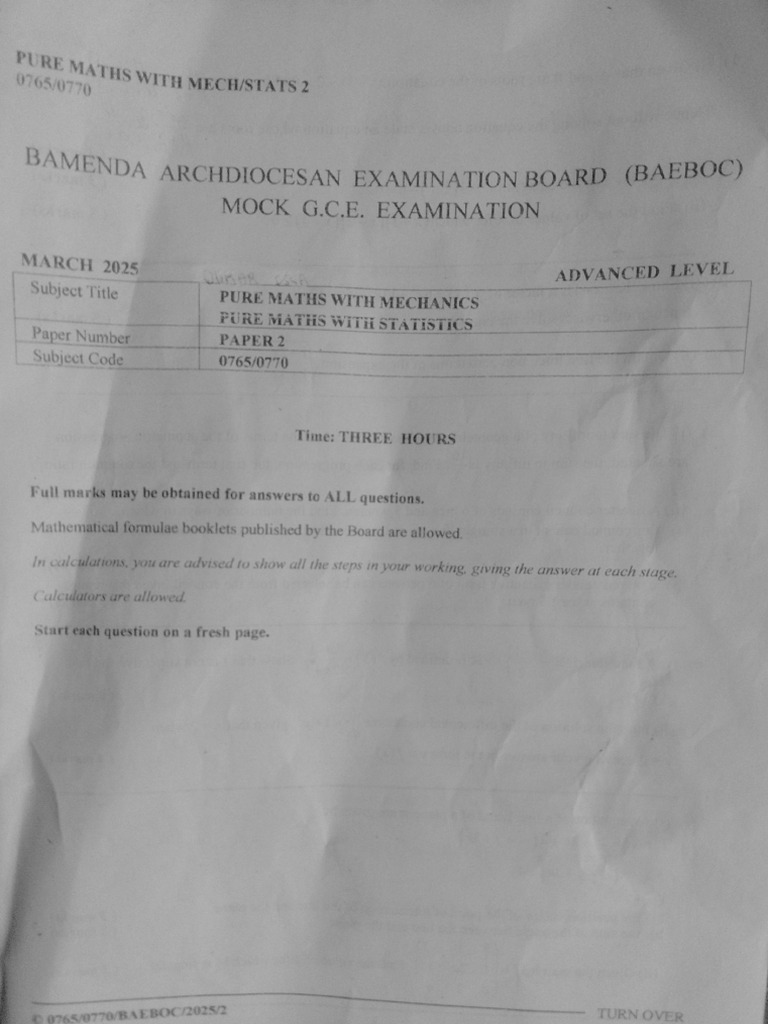 PURE MATHS WITH MECH/STATS 2
0765/0770
BAMENDA ARCHDIOCESAN EXAMINATION BOARD (BAEBOC)
MOCK G.C.E. EXAMINATION
MARCH 2025
ADVANCED LEVEL
Subject Title PURE MATHS WITH MECHANICS
PURE MATHS WITH STATISTICS
Paper Number PAPER 2
Subject Code 0765/0770
Time: THREE HOURS
Full marks may be obtained for answers to ALL questions.
Mathematical formulae booklets published by the Board are allowed.
In calculations, you are advised to show all the steps in your working, giving the answer at each stage.
Calculators are allowed.
Start each question on a fresh page.
© 0765/0770/BAEBOC/2025/2
TURN OVER